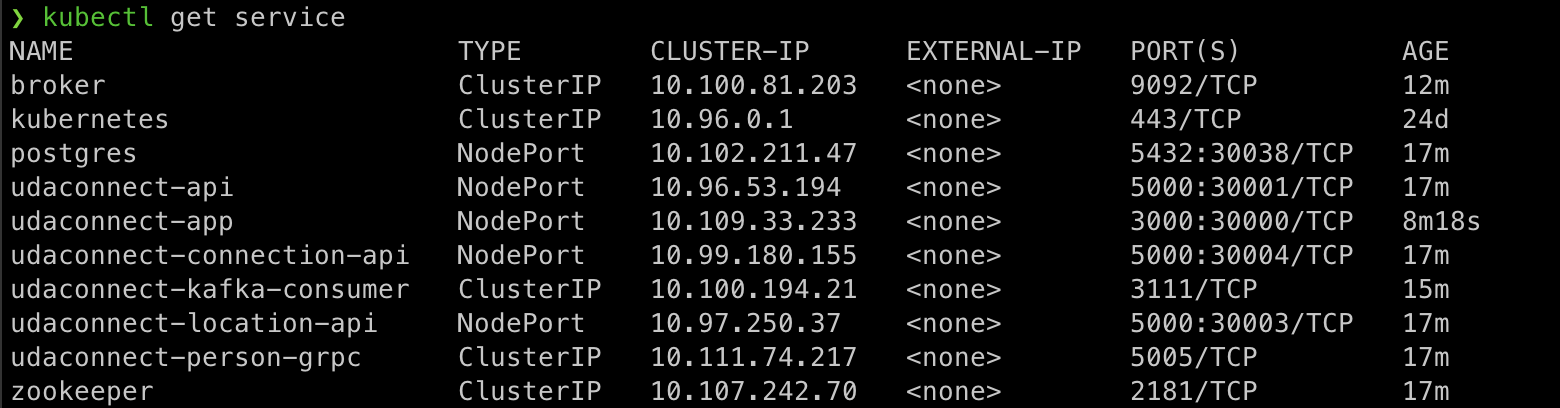 ❯ kubectl get service
NAME TYPE CLUSTER-IP EXTERNAL-IP PORT(S) AGE
broker ClusterIP 10.100.81.203 <none> 9092/TCP 12m
kubernetes ClusterIP 10.96.0.1 <none> 443/TCP 24d
postgres NodePort 10.102.211.47 <none> 5432:30038/TCP 17m
udaconnect-api NodePort 10.96.53.194 <none> 5000:30001/TCP 17m
udaconnect-app NodePort 10.109.33.233 <none> 3000:30000/TCP 8m18s
udaconnect-connection-api NodePort 10.99.180.155 <none> 5000:30004/TCP 17m
udaconnect-kafka-consumer ClusterIP 10.100.194.21 <none> 3111/TCP 15m
udaconnect-location-api NodePort 10.97.250.37 <none> 5000:30003/TCP 17m
udaconnect-person-grpc ClusterIP 10.111.74.217 <none> 5005/TCP 17m
zookeeper ClusterIP 10.107.242.70 <none> 2181/TCP 17m